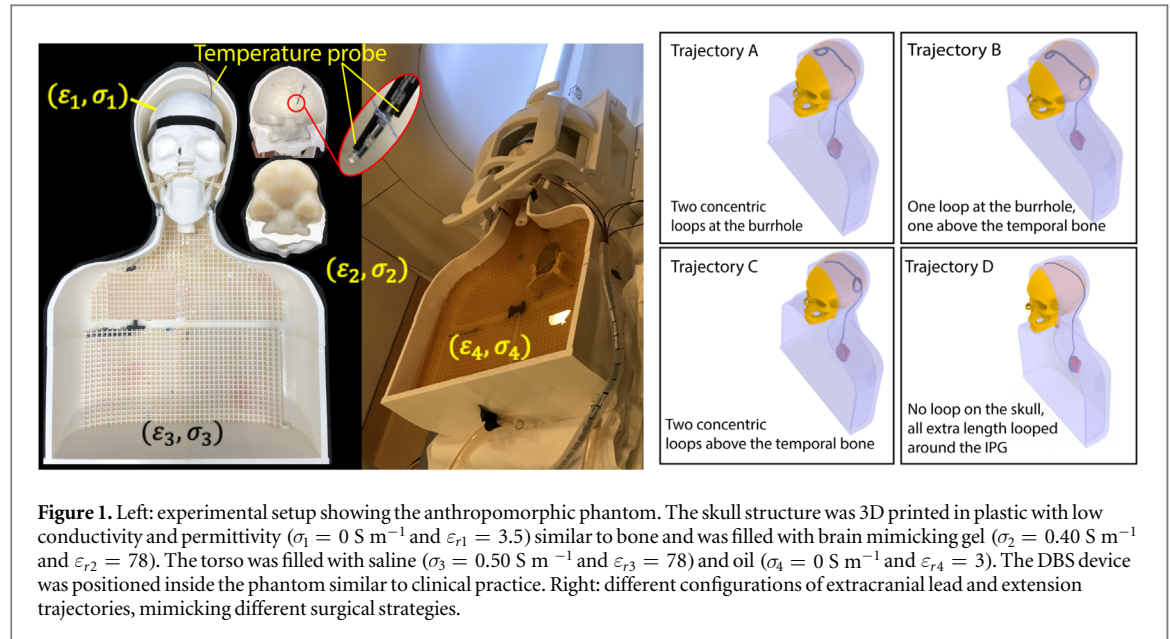 Temperature probe
(ε₁, σ₁)
(ε₂, σ₂)
(ε₃, σ₃)
(ε₄, σ₄)
Trajectory A
Two concentric
loops at the burrhole
Trajectory B
One loop at the burrhole,
one above the temporal bone
Trajectory C
Two concentric
loops above the temporal bone
Trajectory D
No loop on the skull,
all extra length looped
around the IPG
Figure 1. Left: experimental setup showing the anthropomorphic phantom. The skull structure was 3D printed in plastic with low
conductivity and permittivity (σ₁ = 0 S m⁻¹ and εᵣ₁ = 3.5) similar to bone and was filled with brain mimicking gel (σ₂ = 0.40 S m⁻¹
and εᵣ₂ = 78). The torso was filled with saline (σ₃ = 0.50 S m ⁻¹ and εᵣ₃ = 78) and oil (σ₄ = 0 S m⁻¹ and εᵣ₄ = 3). The DBS device
was positioned inside the phantom similar to clinical practice. Right: different configurations of extracranial lead and extension
trajectories, mimicking different surgical strategies.